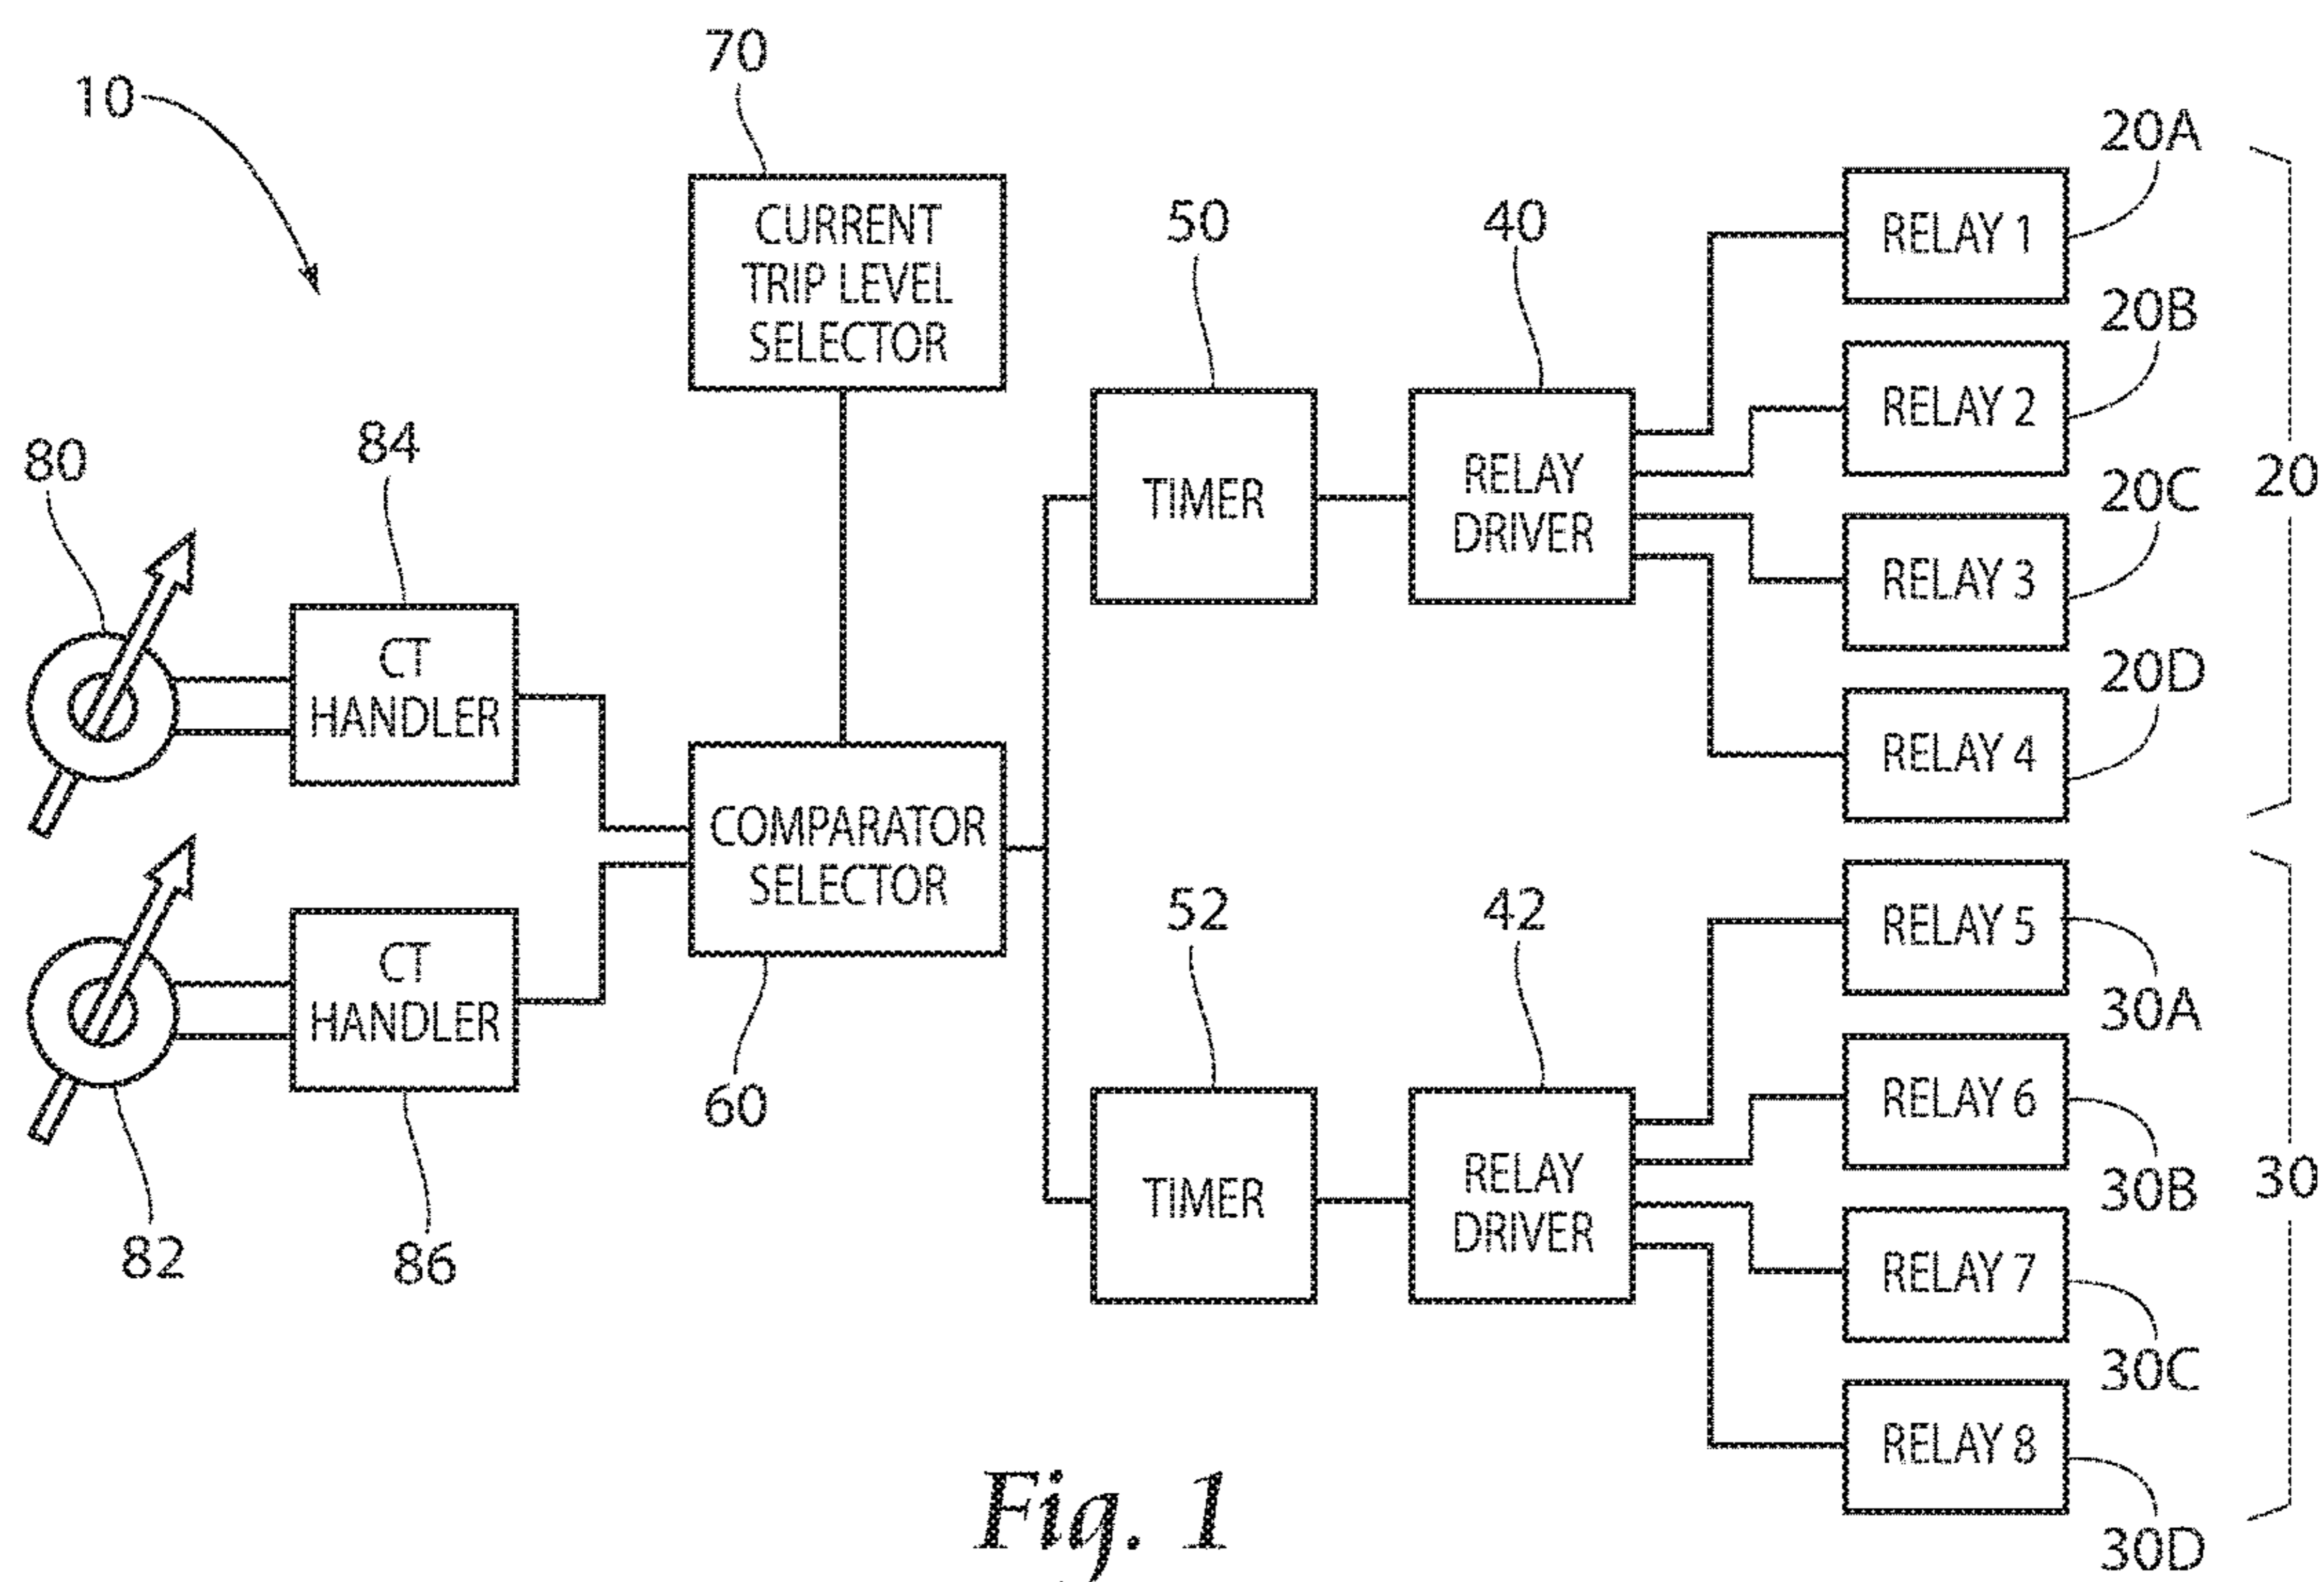 70
10
20A
CURRENT
TRIP LEVEL
SELECTOR
50
40
RELAY 1
20B
RELAY 2
80
84
TIMER
RELAY
DRIVER
20C
20
RELAY 3
CT
HANDLER
20D
RELAY 4
COMPARATOR
SELECTOR
52
42
RELAY 5
CT
HANDLER
30A
60
RELAY 6
82
86
TIMER
RELAY
DRIVER
30B
30
RELAY 7
30C
RELAY 8
Fig. 1
30D